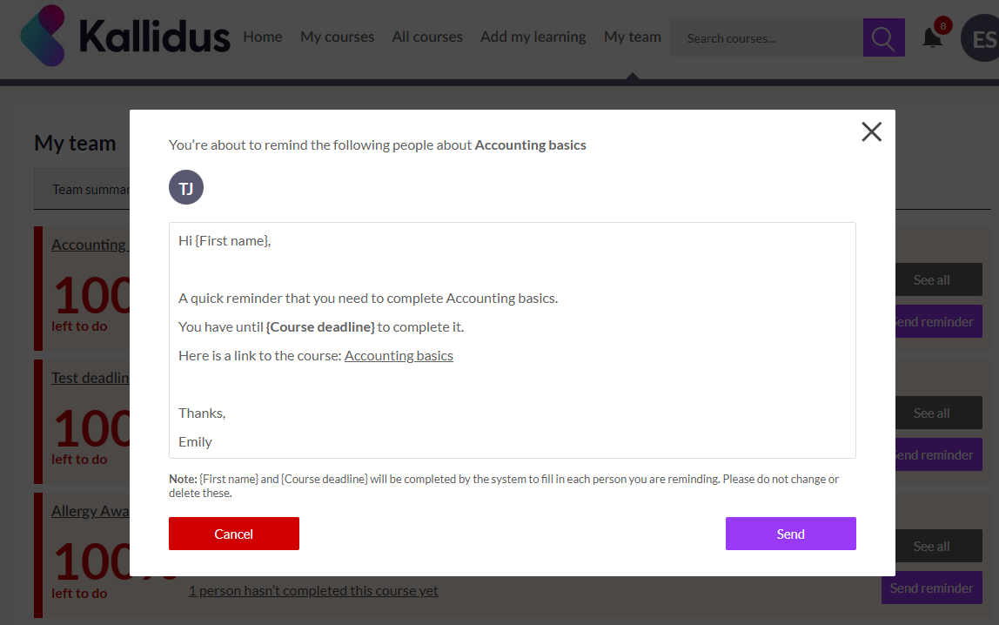 Kallidus
Home My courses All courses Add my learning My team
Search courses...
8
ES
My team
Team summar
Accounting
100
left to do
See all
end reminder
Test deadlin
100
left to do
See all
end reminder
Allergy Awa
100%
left to do
1 person hasn't completed this course yet
See all
Send reminder
You're about to remind the following people about Accounting basics
TJ
Hi {First name},
A quick reminder that you need to complete Accounting basics.
You have until {Course deadline} to complete it.
Here is a link to the course: Accounting basics
Thanks,
Emily
Note: {First name} and {Course deadline} will be completed by the system to fill in each person you are reminding. Please do not change or
delete these.
Cancel
Send